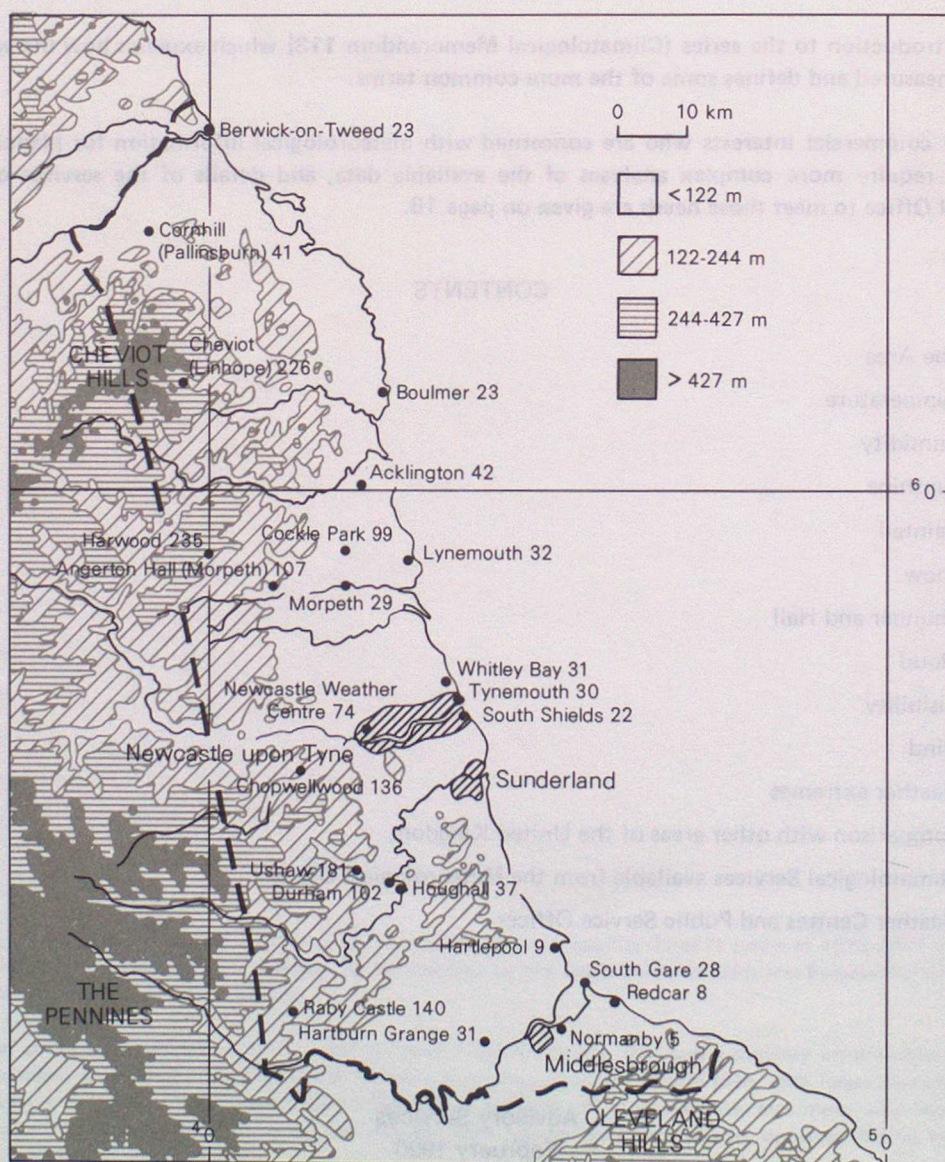 Berwick-on-Tweed 23
0 10 km
< 122 m
122-244 m
244-427 m
> 427 m
Cornhill
(Pallinsburn) 41
Cheviot
(Linhope) 226
CHEVIOT
HILLS
Boulmer 23
Acklington 42
60
Harwood 235
Cockle Park 99
Lynemouth 32
Angerton Hall (Morpeth) 107
Morpeth 29
Whitley Bay 31
Newcastle Weather
Centre 74
Tynemouth 30
South Shields 22
Newcastle upon Tyne
Chopwellwood 136
Sunderland
Ushaw 181
Durham 102
Houghall 37
Hartlepool 9
South Gare 28
Redcar 8
THE
PENNINES
Raby Castle 140
Hartburn Grange 31
Normanby 5
Middlesbrough
CLEVELAND
HILLS
40
50